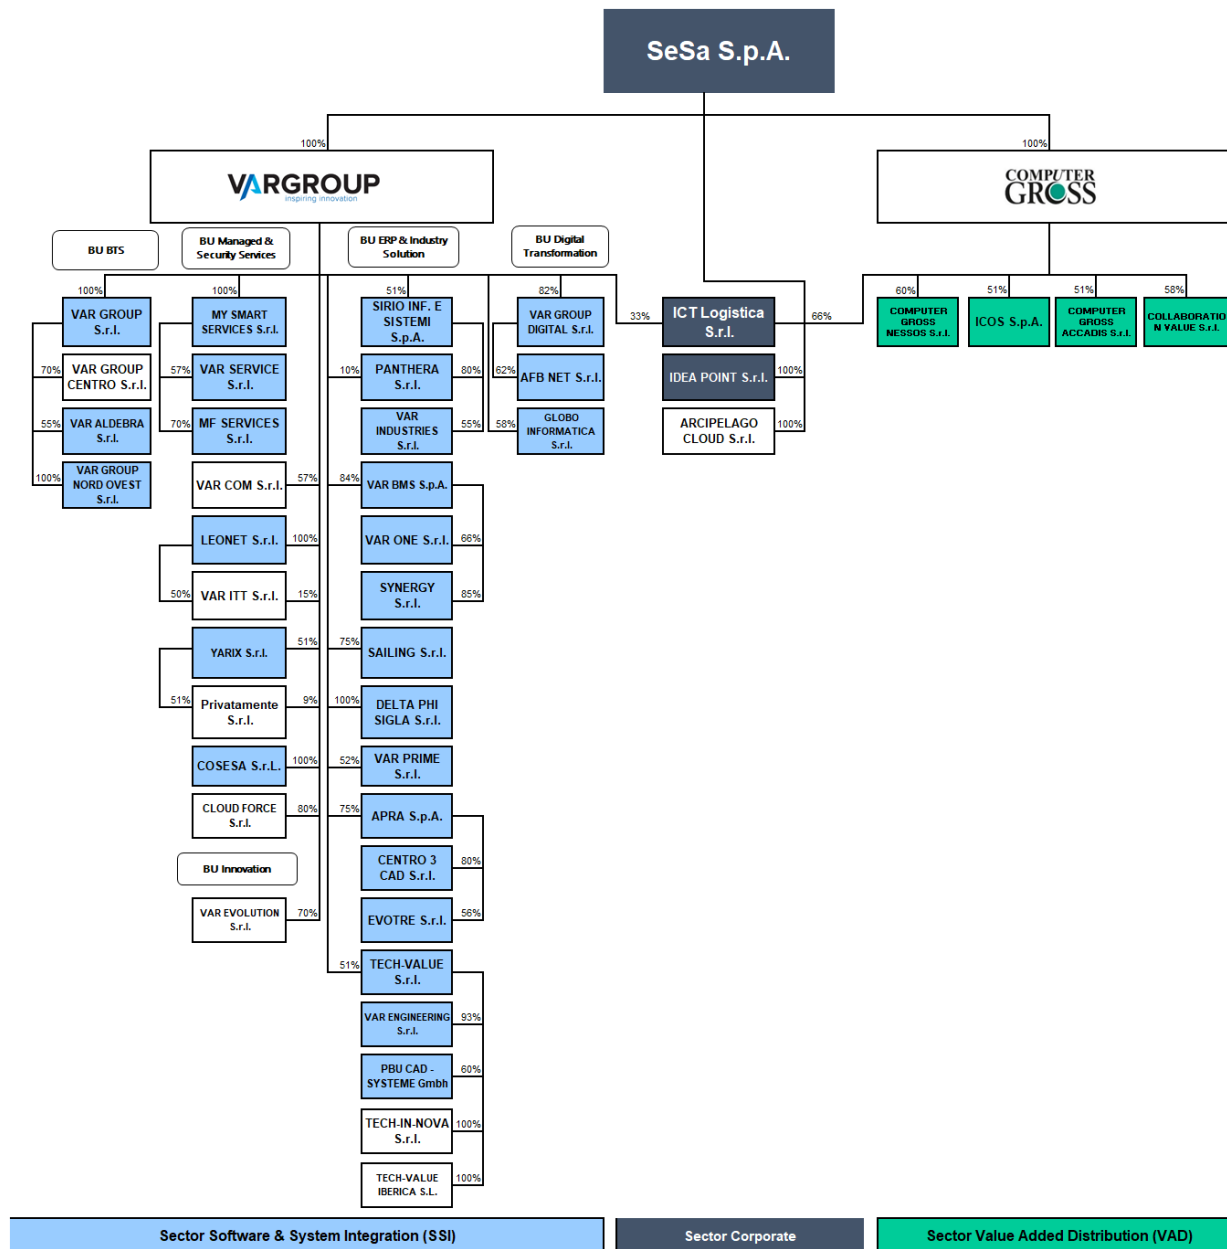 SeSa S.p.A.
100%
100%
VARGROUP
inspiring innovation
COMPUTER
GROSS
BU BTS
BU Managed &
Security Services
BU ERP & Industry
Solution
BU Digital
Transformation
100%
100%
51%
82%
60%
51%
51%
58%
VAR GROUP
S.r.l.
MY SMART
SERVICES S.r.l.
SIRIO INF. E
SISTEMI
S.p.A.
VAR GROUP
DIGITAL S.r.l.
33%
ICT Logistica
S.r.l.
66%
COMPUTER
GROSS
NESSOS S.r.l.
ICOS S.p.A.
COMPUTER
GROSS
ACCADIS S.r.l.
COLLABORATIO
N VALUE S.r.l.
70%
VAR GROUP
CENTRO S.r.l.
57%
VAR SERVICE
S.r.l.
10%
PANTHERA
S.r.l.
80%
62%
AFB NET S.r.l.
IDEA POINT S.r.l.
100%
55%
VAR ALDEBRA
S.r.l.
70%
MF SERVICES
S.r.l.
VAR
INDUSTRIES
S.r.l.
55%
58%
GLOBO
INFORMATICA
S.r.l.
ARCIPELAGO
CLOUD S.r.l.
100%
100%
VAR GROUP
NORD OVEST
S.r.l.
VAR COM S.r.l.
57%
84%
VAR BMS S.p.A.
LEONET S.r.l.
100%
VAR ONE S.r.l.
66%
50%
VAR ITT S.r.l.
15%
SYNERGY
S.r.l.
85%
YARIX S.r.l.
51%
75%
SAILING S.r.l.
51%
Privatamente
S.r.l.
9%
100%
DELTA PHI
SIGLA S.r.l.
COSESA S.r.L.
100%
52%
VAR PRIME
S.r.l.
CLOUD FORCE
S.r.l.
80%
75%
APRA S.p.A.
BU Innovation
CENTRO 3
CAD S.r.l.
80%
VAR EVOLUTION
S.r.l.
70%
EVOTRE S.r.l.
56%
51%
TECH-VALUE
S.r.l.
VAR ENGINEERING
S.r.l.
93%
PBU CAD -
SYSTEME Gmbh
60%
TECH-IN-NOVA
S.r.l.
100%
TECH-VALUE
IBERICA S.L.
100%
Sector Software & System Integration (SSI)
Sector Corporate
Sector Value Added Distribution (VAD)